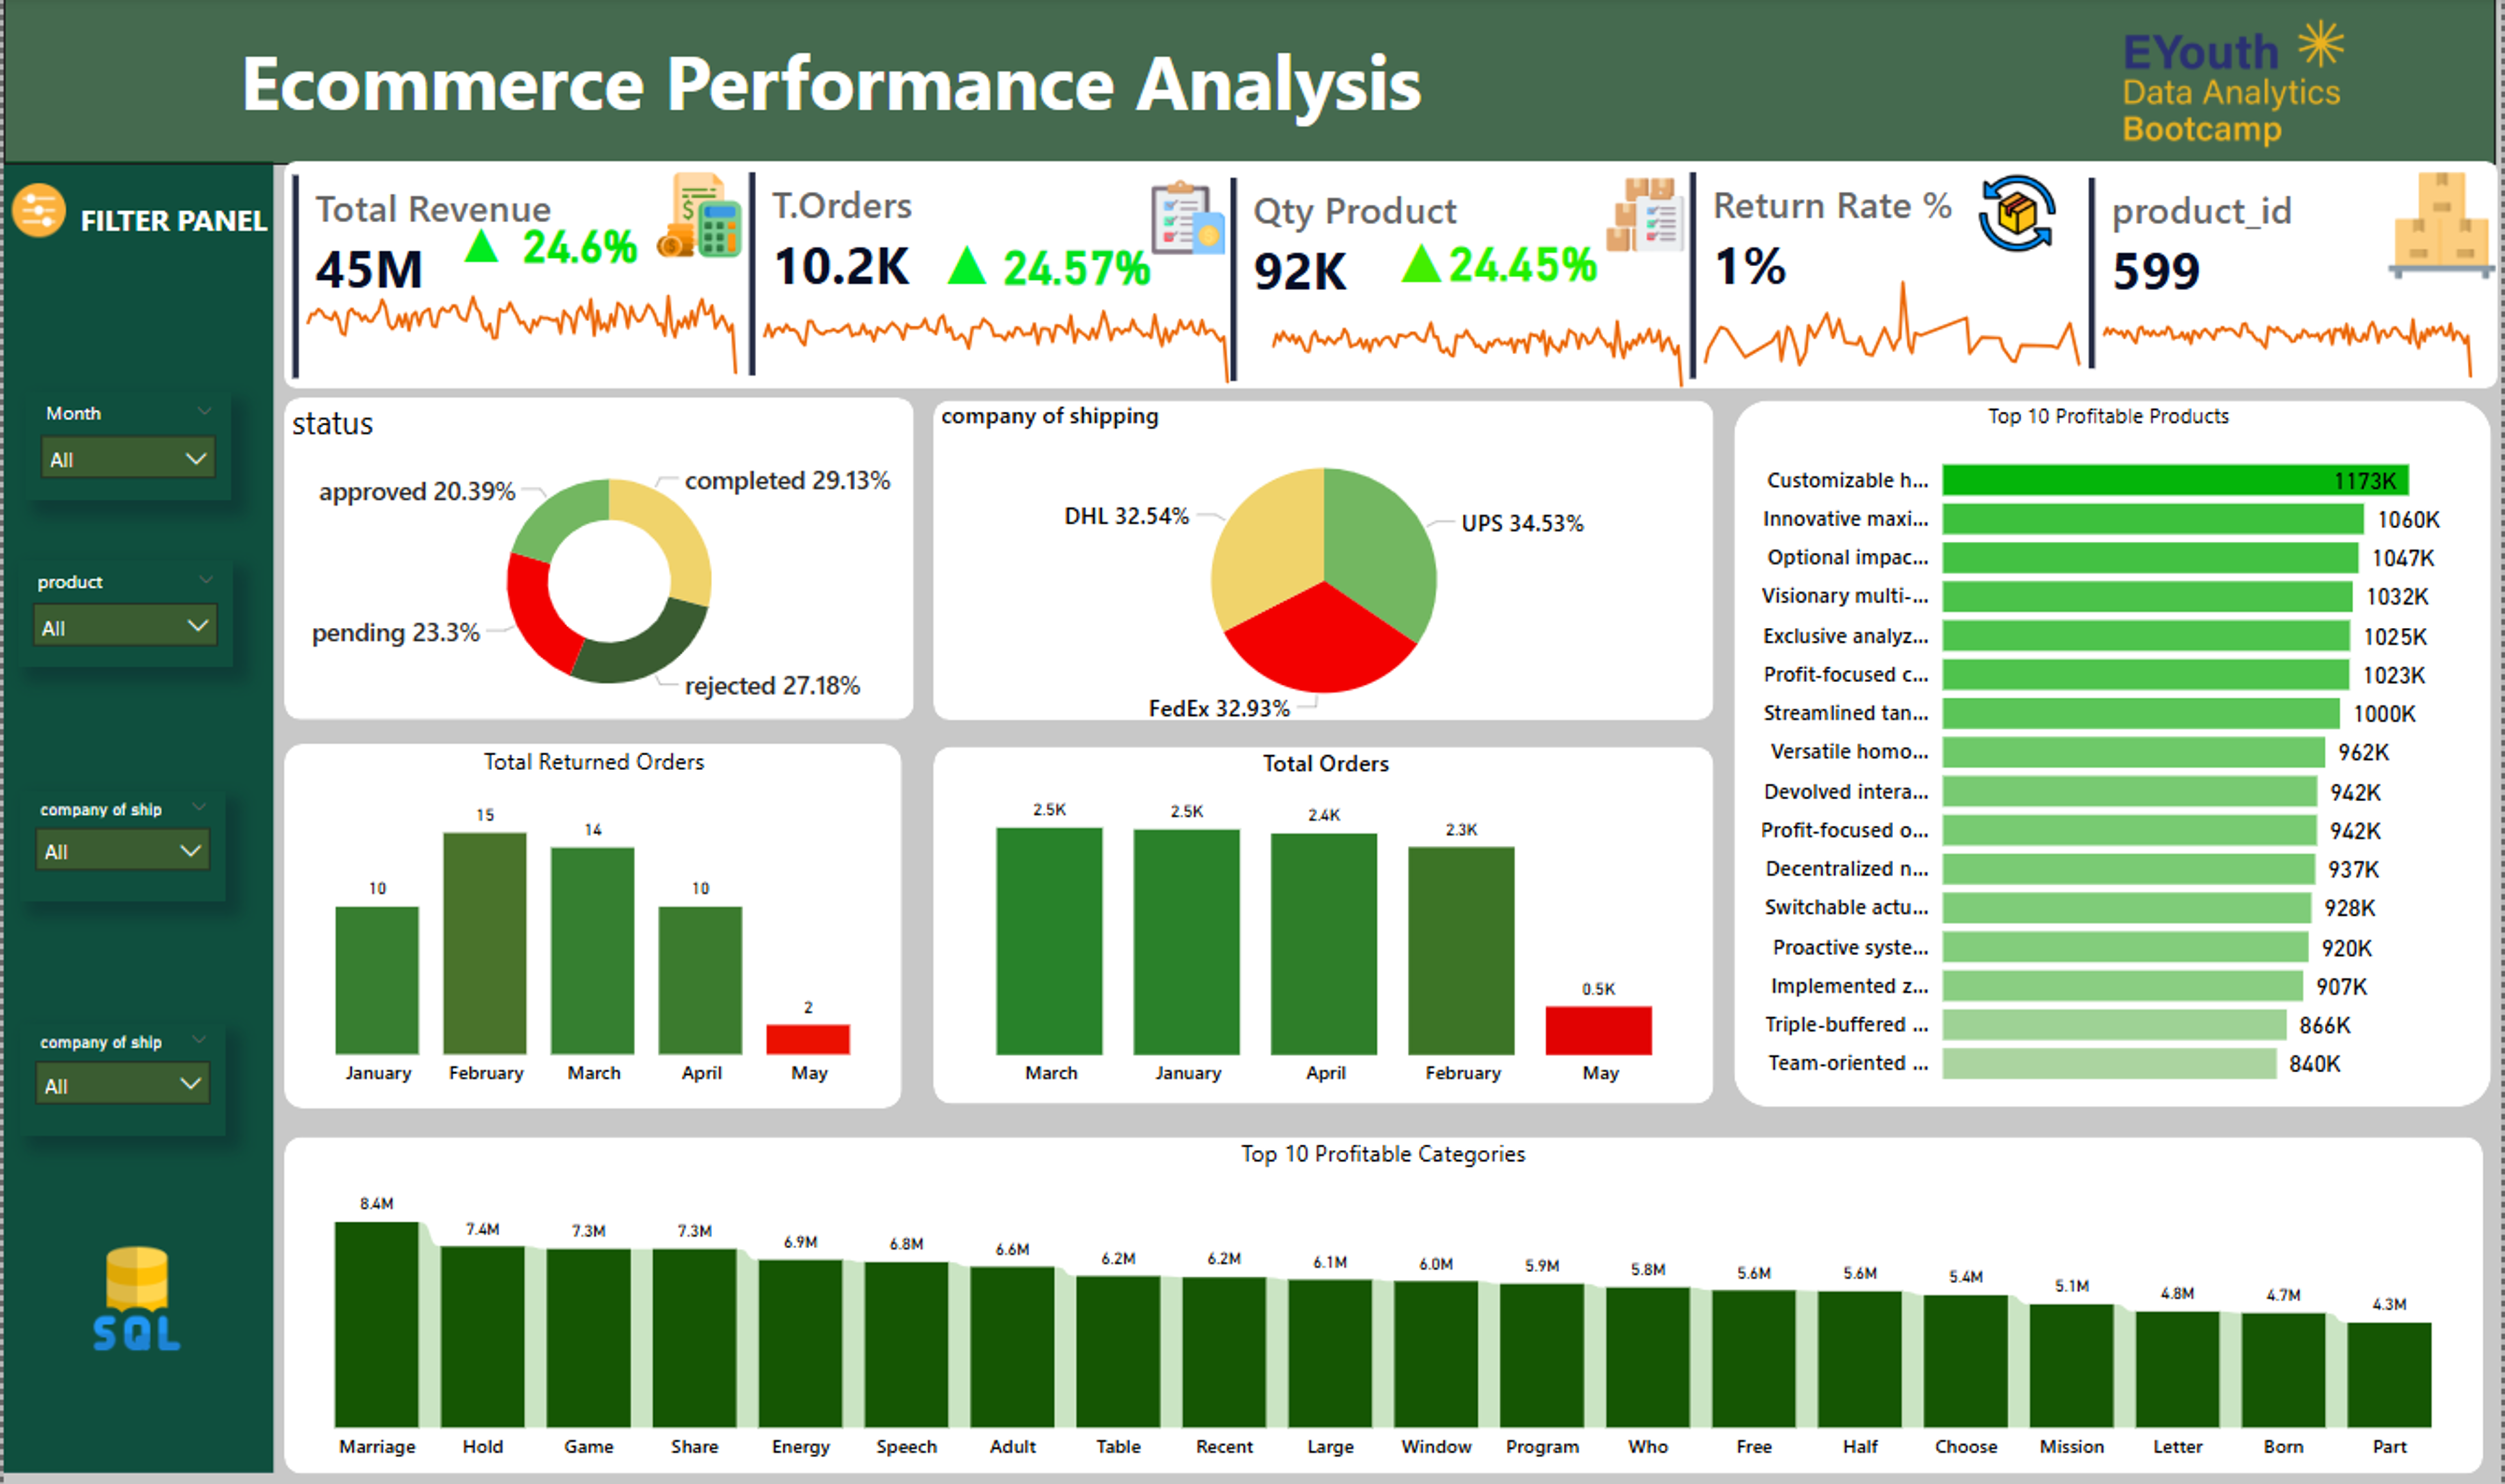 Ecommerce Performance Analysis
EYouth
Data Analytics
Bootcamp
FILTER PANEL
Month
All
product
All
company of ship
All
company of ship
All
SQL
Total Revenue
45M
24.6%
T.Orders
10.2K
24.57%
Qty Product
92K
24.45%
Return Rate %
1%
product_id
599
status
approved 20.39%
completed 29.13%
pending 23.3%
rejected 27.18%
company of shipping
DHL 32.54%
UPS 34.53%
FedEx 32.93%
Top 10 Profitable Products
Customizable h... 1173K
Innovative maxi... 1060K
Optional impac... 1047K
Visionary multi-... 1032K
Exclusive analyz... 1025K
Profit-focused c... 1023K
Streamlined tan... 1000K
Versatile homo... 962K
Devolved intera... 942K
Profit-focused o... 942K
Decentralized n... 937K
Switchable actu... 928K
Proactive syste... 920K
Implemented z... 907K
Triple-buffered ... 866K
Team-oriented ... 840K
Total Returned Orders
10 15 14 10 2
January February March April May
Total Orders
2.5K 2.5K 2.4K 2.3K 0.5K
March January April February May
Top 10 Profitable Categories
8.4M 7.4M 7.3M 7.3M 6.9M 6.8M 6.6M 6.2M 6.2M 6.1M 6.0M 5.9M 5.8M 5.6M 5.6M 5.4M 5.1M 4.8M 4.7M 4.3M
Marriage Hold Game Share Energy Speech Adult Table Recent Large Window Program Who Free Half Choose Mission Letter Born Part